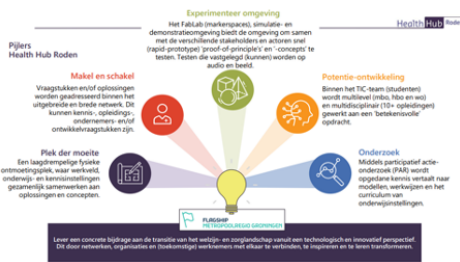 Experimenteer omgeving
Het FabLab (markerspaces), simulatie- en
demonstratieomgeving biedt de omgeving om samen
met de verschillende stakeholders en actoren snel
(rapid-prototype) 'proof-of-principle's' en '-concepts' te
testen. Testen die vastgelegd (kunnen) worden op
audio en beeld.
Health Hub Roden
Pijlers
Health Hub Roden
Makel en schakel
Vraagstukken en/of oplossingen
worden geadresseerd binnen het
uitgebreide en brede netwerk. Dit
kunnen kennis-, opleidings-,
ondernemers- en/of
ontwikkelvraagstukken zijn.
Potentie-ontwikkeling
Binnen het TIC-team (studenten)
wordt multilevel (mbo, hbo en wo)
en multidisciplinair (10+ opleidingen)
gewerkt aan een 'betekenisvolle'
opdracht.
Plek der moeite
Een laagdrempelige fysieke
ontmoetingsplek, waar werkveld,
onderwijs- en kennisinstellingen
gezamenlijk samenwerken aan
oplossingen en concepten.
Onderzoek
Middels participatief actie-
onderzoek (PAR) wordt
opgedane kennis vertaalt naar
modellen, werkwijzen en het
curriculum van
onderwijsinstellingen.
FLAGSHIP
METROPOOLREGIO GRONINGEN
Lever een concrete bijdrage aan de transitie van het welzijn- en zorglandschap vanuit een technologisch en innovatief perspectief.
Dit door netwerken, organisaties en (toekomstige) werknemers met elkaar te verbinden, te inspireren en te leren transformeren.